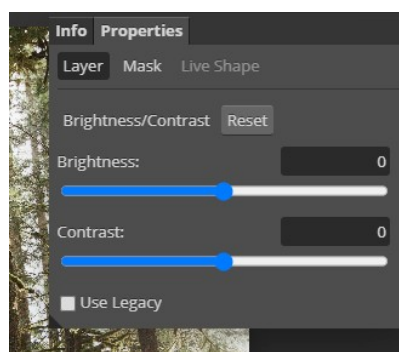 Info Properties
Layer Mask Live Shape
Brightness/Contrast Reset
Brightness: 0
Contrast: 0
Use Legacy